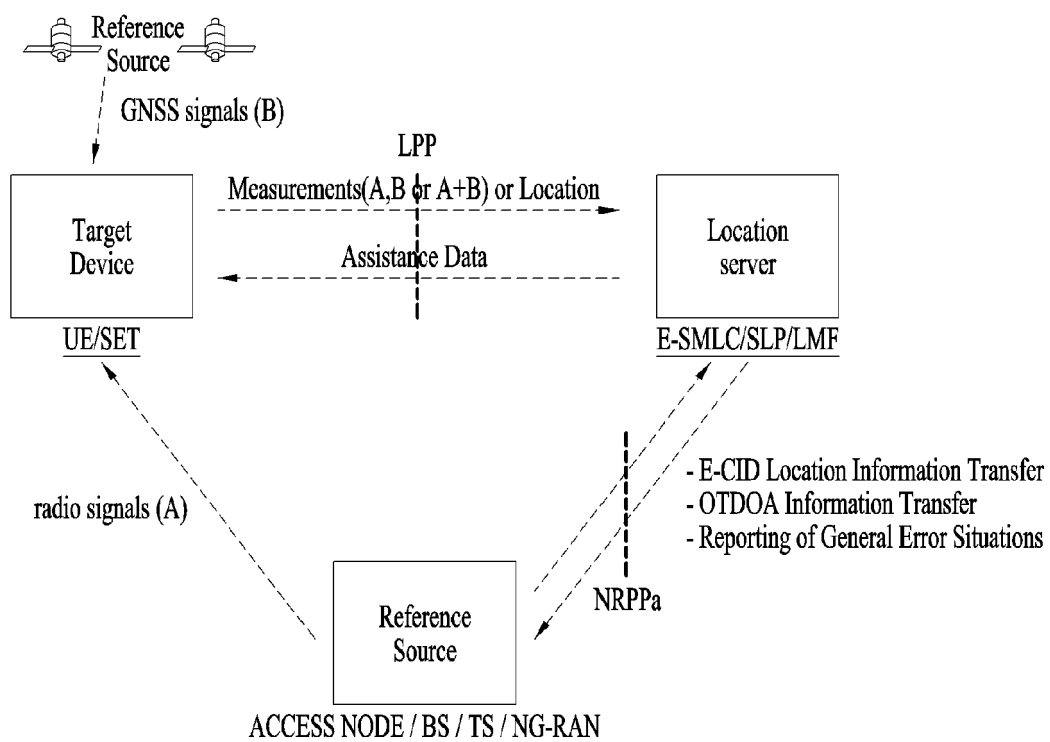 Reference
Source
GNSS signals (B)
LPP
Measurements(A,B or A+B) or Location
Target
Device
Location
server
Assistance Data
UE/SET
E-SMLC/SLP/LMF
- E-CID Location Information Transfer
- OTDOA Information Transfer
- Reporting of General Error Situations
radio signals (A)
NRPPa
Reference
Source
ACCESS NODE / BS / TS / NG-RAN